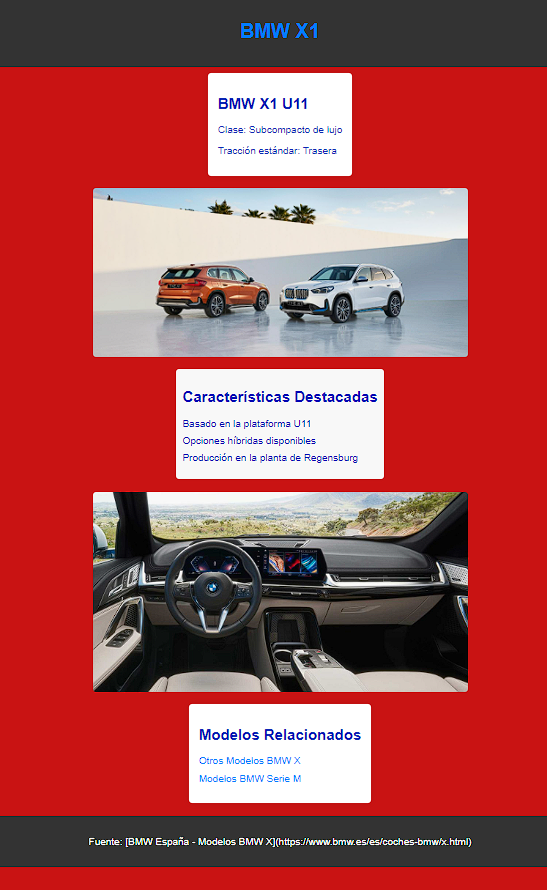 BMW X1
BMW X1 U11
Clase: Subcompacto de lujo
Tracción estándar: Trasera
Características Destacadas
Basado en la plataforma U11
Opciones híbridas disponibles
Producción en la planta de Regensburg
Modelos Relacionados
Otros Modelos BMW X
Modelos BMW Serie M
Fuente: [BMW España - Modelos BMW X](https://www.bmw.es/es/coches-bmw/x.html)